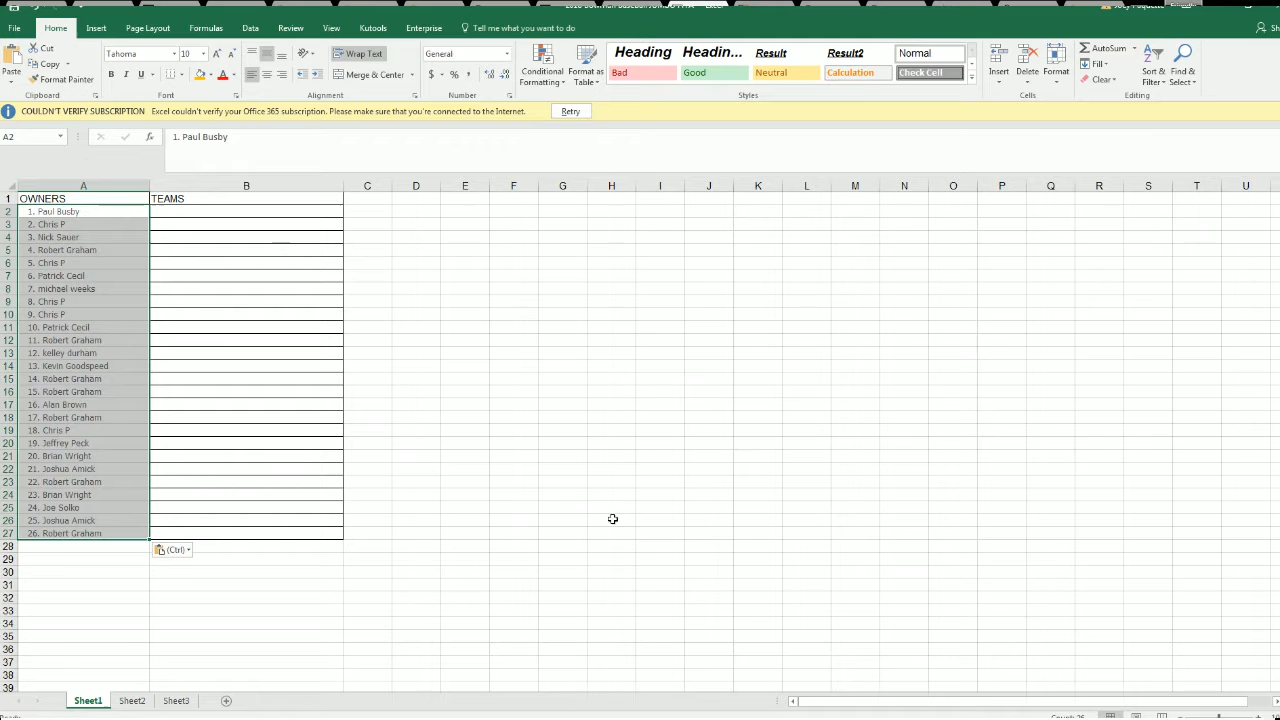 File Home Insert Page Layout Formulas Data Review View Kutools Enterprise Tell me what you want to do
Paste Cut Copy Format Painter Clipboard
Tahoma 10 B I U Font
Wrap Text Merge & Center Alignment
General $ % Number
Conditional Formatting Format as Table
Heading Headin... Result Result2 Normal
Bad Good Neutral Calculation Check Cell
Styles
Insert Delete Format Cells
AutoSum Fill Clear Sort & Filter Find & Select Editing
COULDN'T VERIFY SUBSCRIPTION Excel couldn't verify your Office 365 subscription. Please make sure that you're connected to the Internet. Retry
A2 fx 1. Paul Busby
A B C D E F G H I J K L M N O P Q R S T U
1 OWNERS TEAMS
2 1. Paul Busby
3 2. Chris P
4 3. Nick Sauer
5 4. Robert Graham
6 5. Chris P
7 6. Patrick Cecil
8 7. michael weeks
9 8. Chris P
10 9. Chris P
11 10. Patrick Cecil
12 11. Robert Graham
13 12. kelley durham
14 13. Kevin Goodspeed
15 14. Robert Graham
16 15. Robert Graham
17 16. Alan Brown
18 17. Robert Graham
19 18. Chris P
20 19. Jeffrey Peck
21 20. Brian Wright
22 21. Joshua Amick
23 22. Robert Graham
24 23. Brian Wright
25 24. Joe Solko
26 25. Joshua Amick
27 26. Robert Graham
28 (Ctrl)
29
30
31
32
33
34
35
36
37
38
39
Sheet1 Sheet2 Sheet3